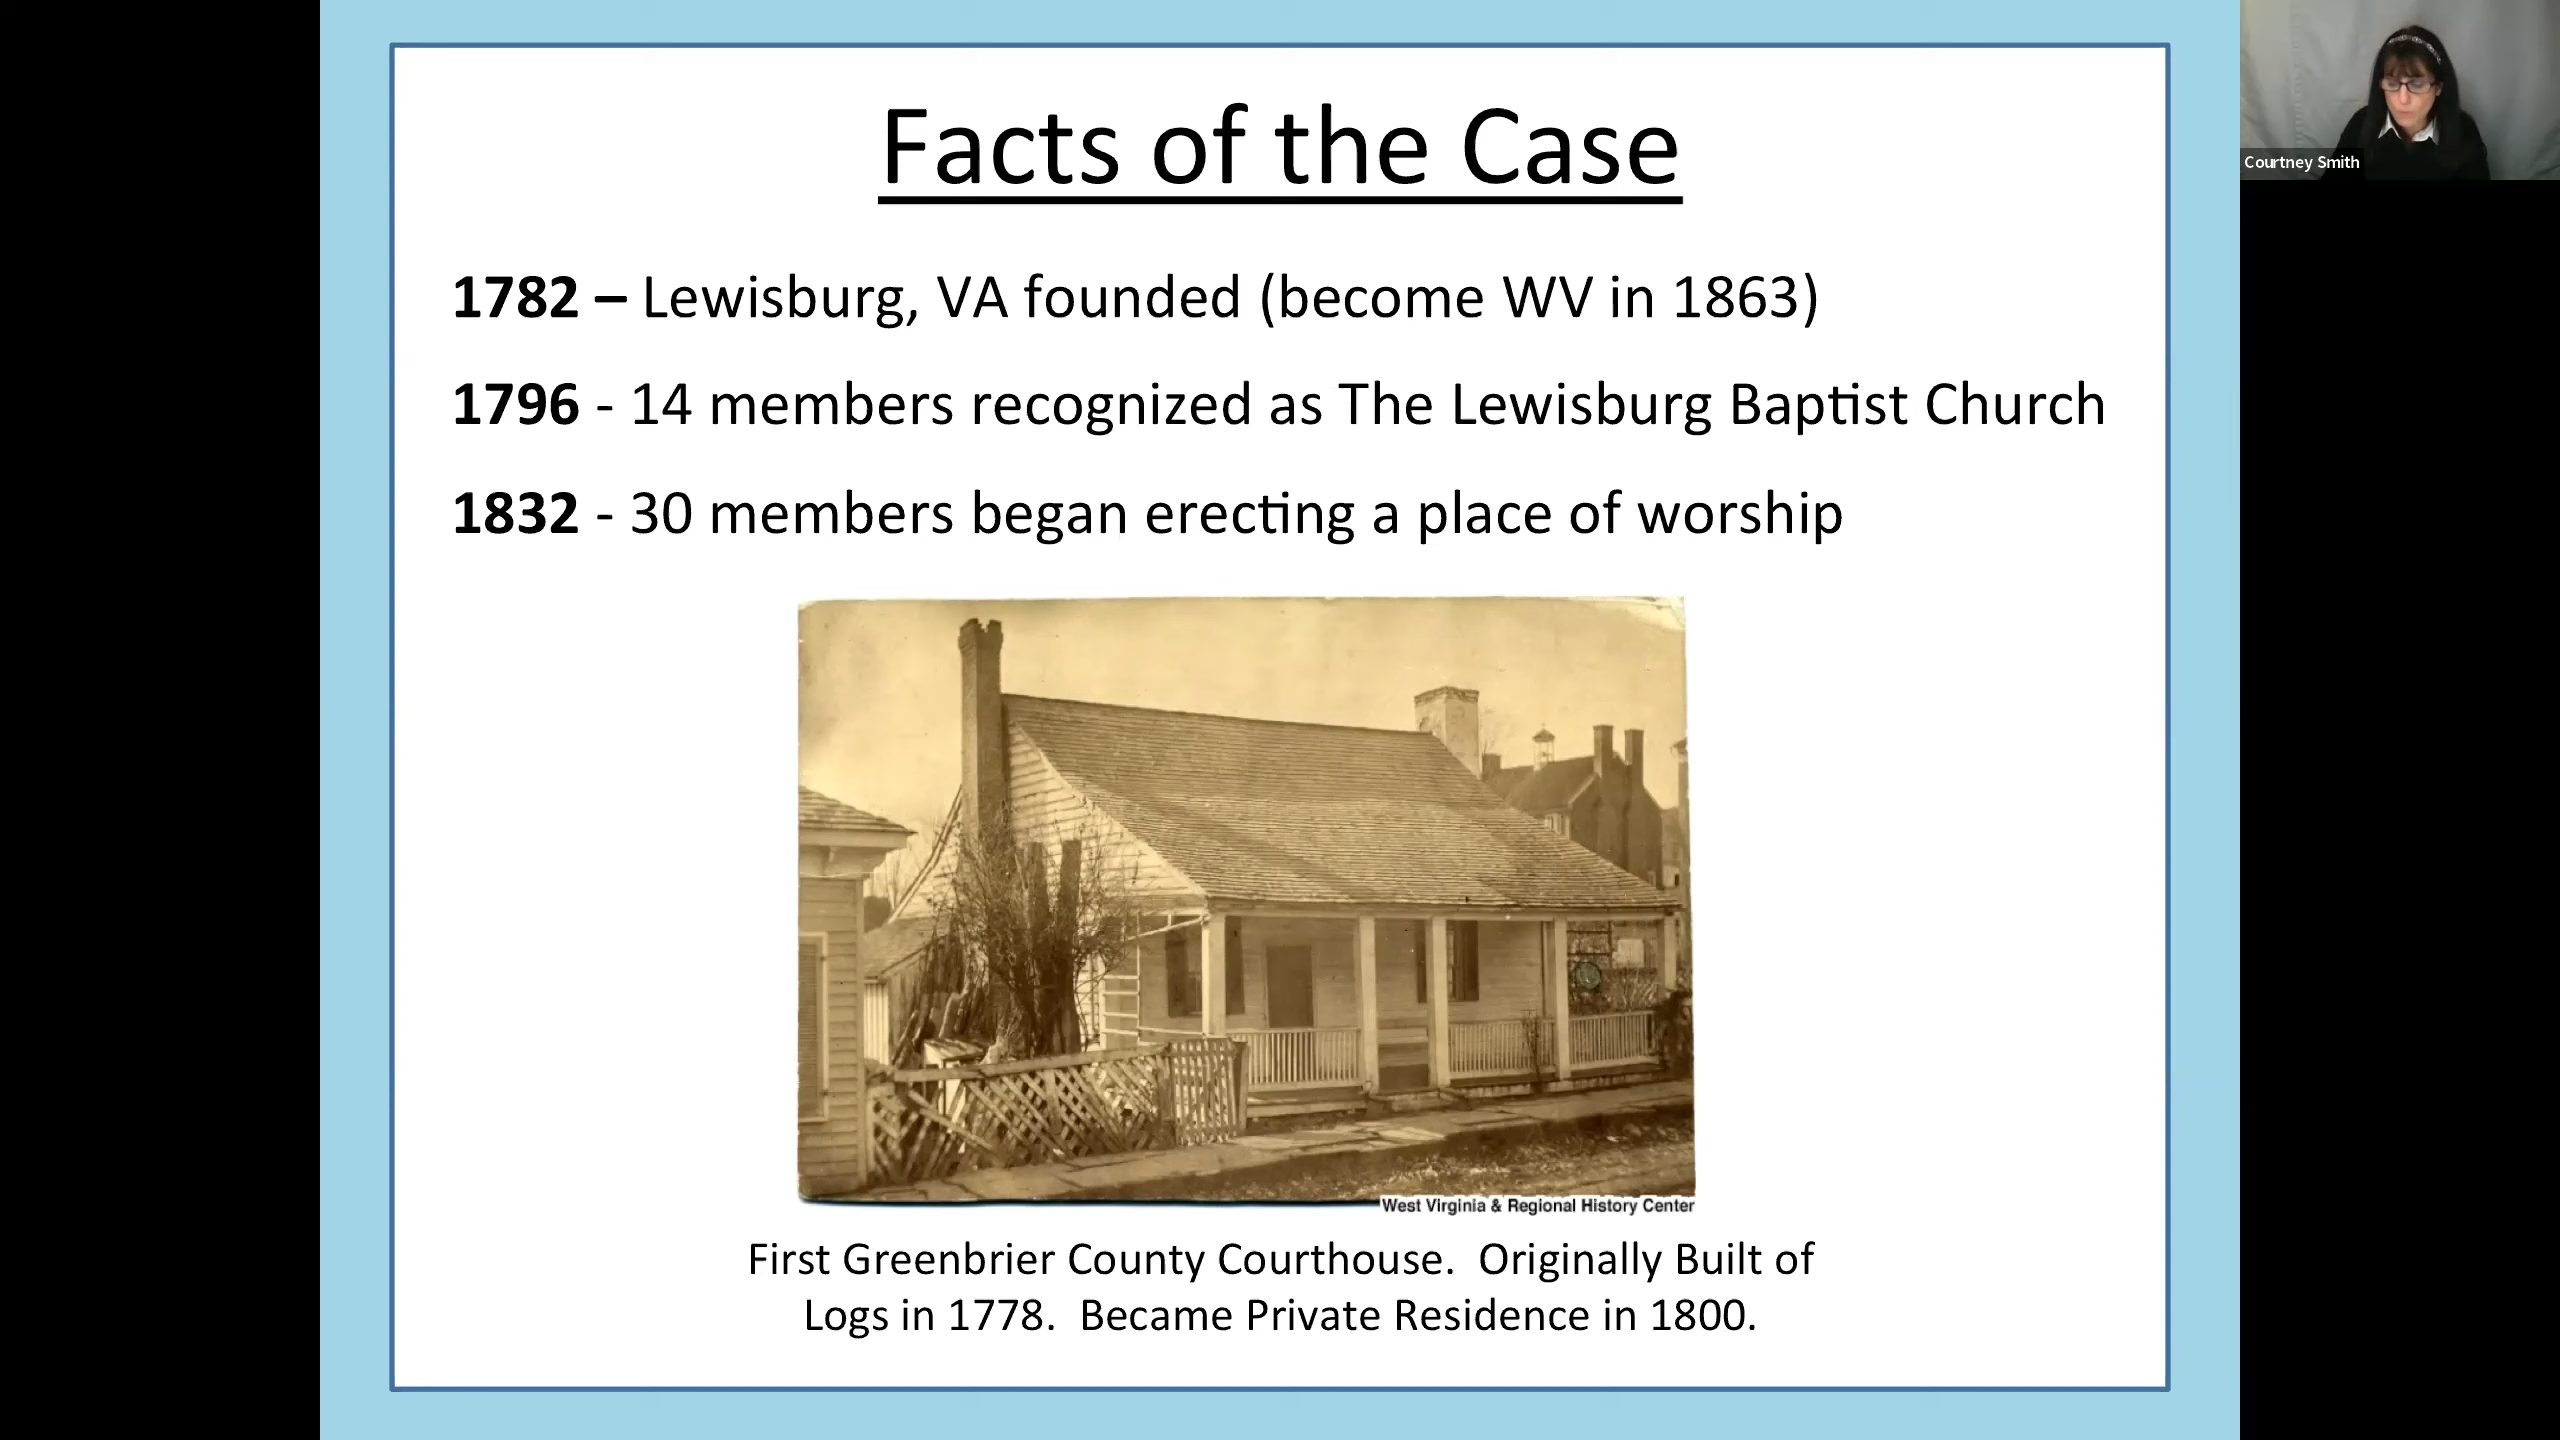 Facts of the Case
1782 – Lewisburg, VA founded (become WV in 1863)
1796 - 14 members recognized as The Lewisburg Baptist Church
1832 - 30 members began erecting a place of worship
West Virginia & Regional History Center
First Greenbrier County Courthouse.  Originally Built of
Logs in 1778.  Became Private Residence in 1800.
Courtney Smith